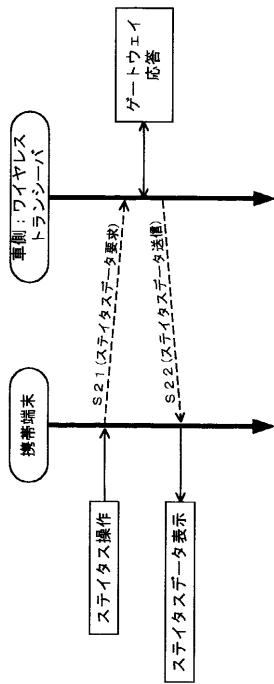 携帯端末
車側：ワイヤレス
トランシーバ
ステイタス操作
Ｓ２１(ステイタスデータ要求)
ゲートウェイ
応答
Ｓ２２(ステイタスデータ送信)
ステイタスデータ表示